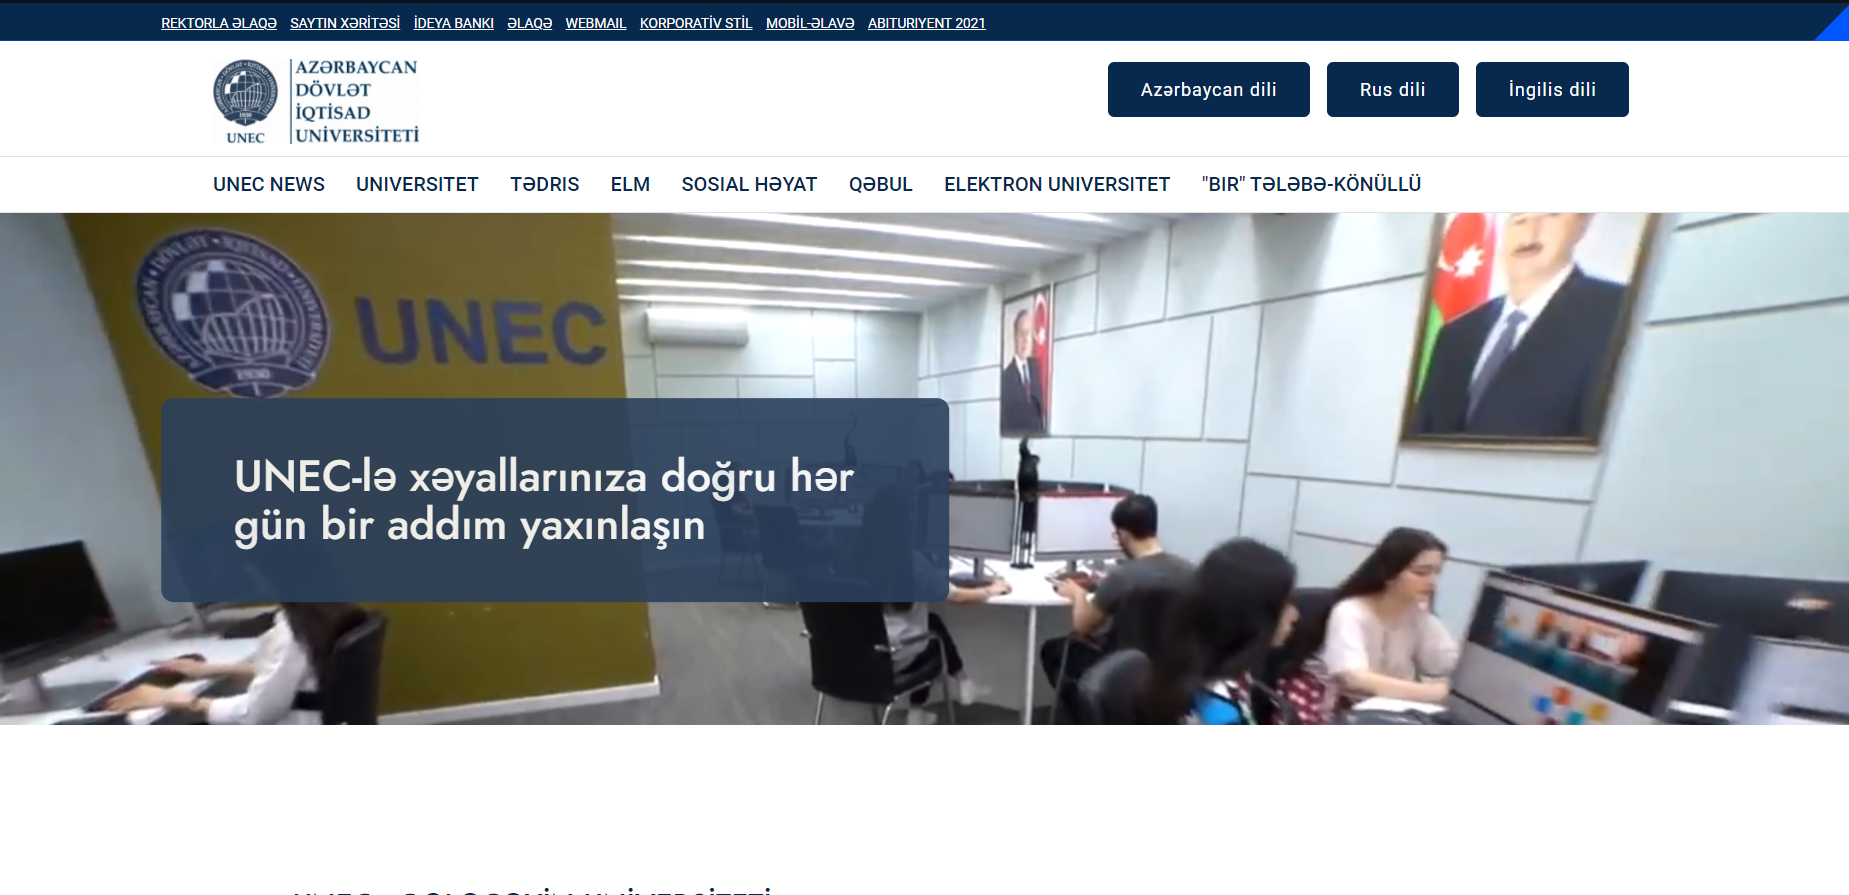 REKTORLA ƏLAQƏ SAYTIN XƏRİTƏSİ İDEYA BANKI ƏLAQƏ WEBMAIL KORPORATİV STİL MOBİL-ƏLAVƏ ABITURIYENT 2021
AZƏRBAYCAN
DÖVLƏT
İQTİSAD
UNİVERSİTETİ
1930
UNEC
Azərbaycan dili Rus dili İngilis dili
UNEC NEWS UNIVERSITET TƏDRIS ELM SOSIAL HƏYAT QƏBUL ELEKTRON UNIVERSITET "BIR" TƏLƏBƏ-KÖNÜLLÜ
UNEC
1930
UNEC-lə xəyallarınıza doğru hər
gün bir addım yaxınlaşın